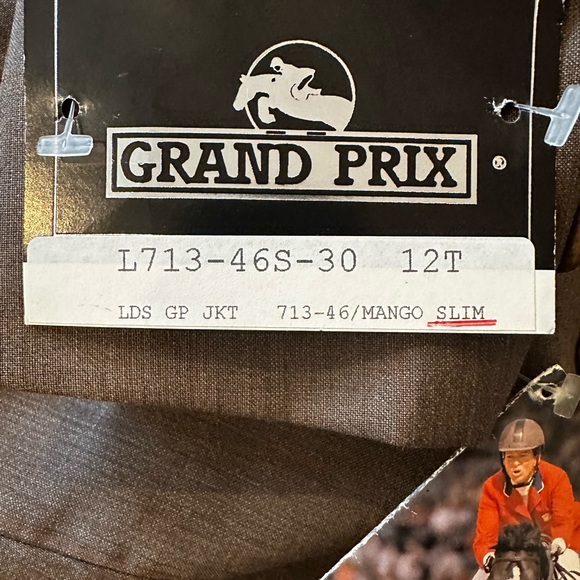 GRAND PRIX ®
L713-46S-30 12T
LDS GP JKT 713-46/MANGO SLIM